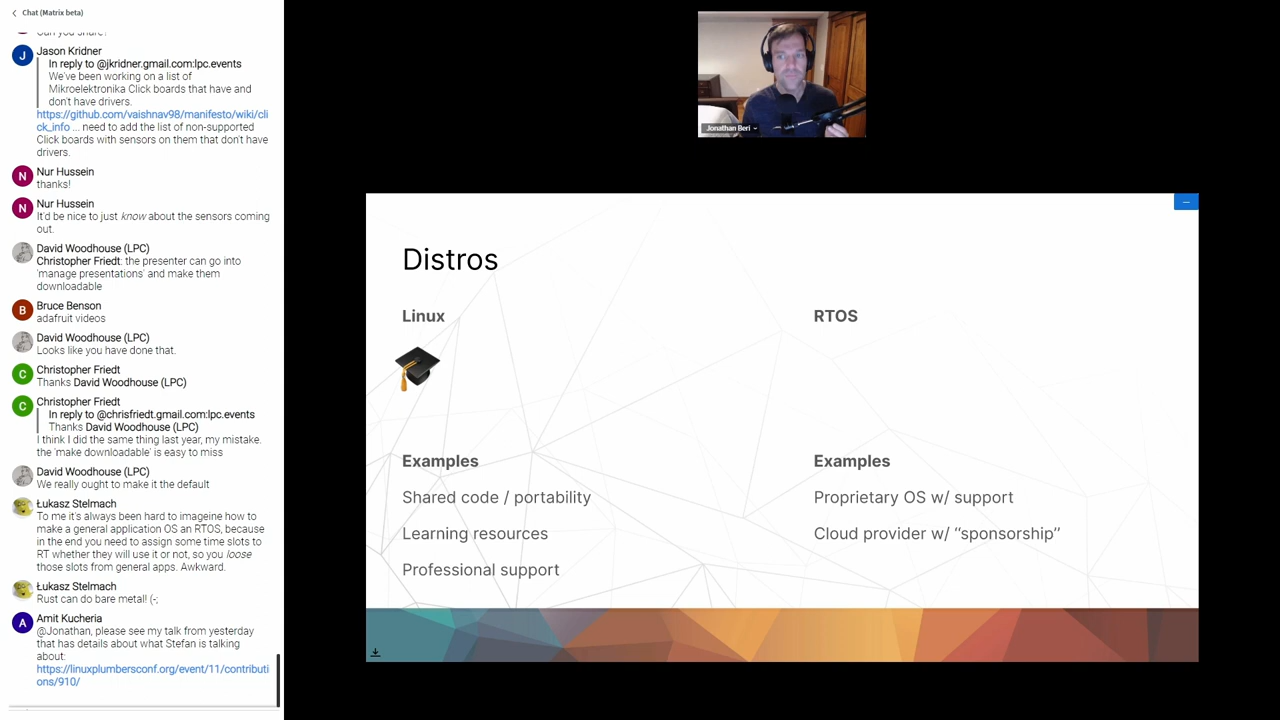 Chat (Matrix beta)
Can you share?
Jason Kridner
In reply to @jkridner.gmail.com:lpc.events
We've been working on a list of
Mikroelektronika Click boards that have and
don't have drivers.
https://github.com/vaishnav98/manifesto/wiki/cli
ck_info ... need to add the list of non-supported
Click boards with sensors on them that don't have
drivers.
N
Nur Hussein
thanks!
N
Nur Hussein
It'd be nice to just know about the sensors coming
out.
David Woodhouse (LPC)
Christopher Friedt: the presenter can go into
'manage presentations' and make them
downloadable
B
Bruce Benson
adafruit videos
David Woodhouse (LPC)
Looks like you have done that.
C
Christopher Friedt
Thanks David Woodhouse (LPC)
C
Christopher Friedt
In reply to @chrisfriedt.gmail.com:lpc.events
Thanks David Woodhouse (LPC)
I think I did the same thing last year, my mistake.
the 'make downloadable' is easy to miss
David Woodhouse (LPC)
We really ought to make it the default
Łukasz Stelmach
To me it's always been hard to imageine how to
make a general application OS an RTOS, because
in the end you need to assign some time slots to
RT whether they will use it or not, so you loose
those slots from general apps. Awkward.
Łukasz Stelmach
Rust can do bare metal! (-;
A
Amit Kucheria
@Jonathan, please see my talk from yesterday
that has details about what Stefan is talking
about:
https://linuxplumbersconf.org/event/11/contributi
ons/910/
J
Jonathan Beri
Distros
Linux
Examples
Shared code / portability
Learning resources
Professional support
RTOS
Examples
Proprietary OS w/ support
Cloud provider w/ “sponsorship”